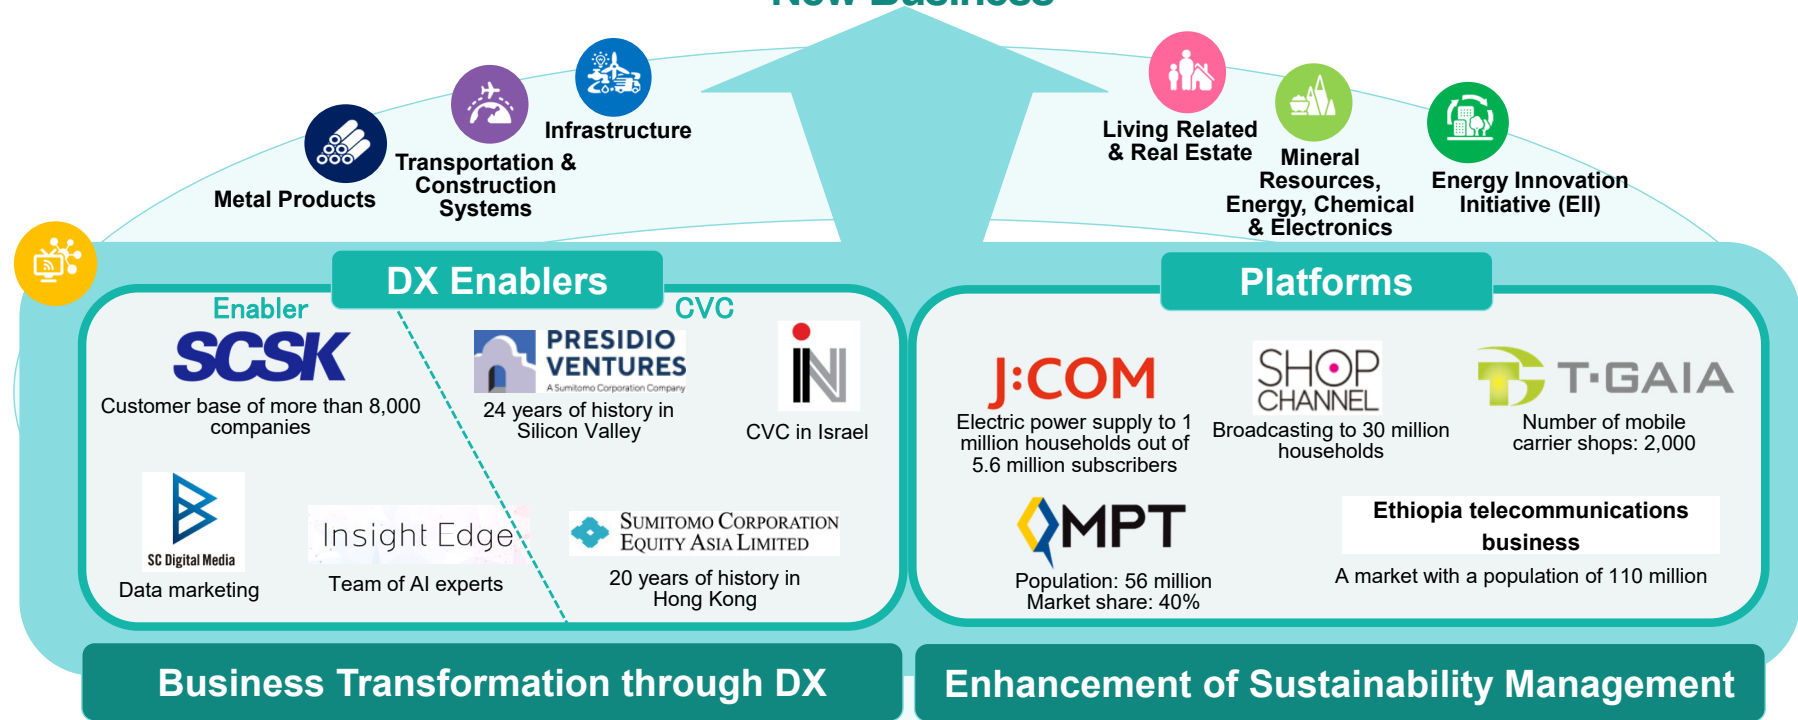 New Business
Infrastructure
Transportation &
Construction
Systems
Metal Products
Living Related
& Real Estate
Mineral
Resources,
Energy, Chemical
& Electronics
Energy Innovation
Initiative (EII)
DX Enablers
Enabler
CVC
SCSK
Customer base of more than 8,000
companies
PRESIDIO
VENTURES
A Sumitomo Corporation Company
24 years of history in
Silicon Valley
IN
CVC in Israel
SC Digital Media
Data marketing
Insight Edge
Team of AI experts
SUMITOMO CORPORATION
EQUITY ASIA LIMITED
20 years of history in
Hong Kong
Platforms
J:COM
Electric power supply to 1
million households out of
5.6 million subscribers
SHOP
CHANNEL
Broadcasting to 30 million
households
T·GAIA
Number of mobile
carrier shops: 2,000
MPT
Population: 56 million
Market share: 40%
Ethiopia telecommunications
business
A market with a population of 110 million
Business Transformation through DX
Enhancement of Sustainability Management